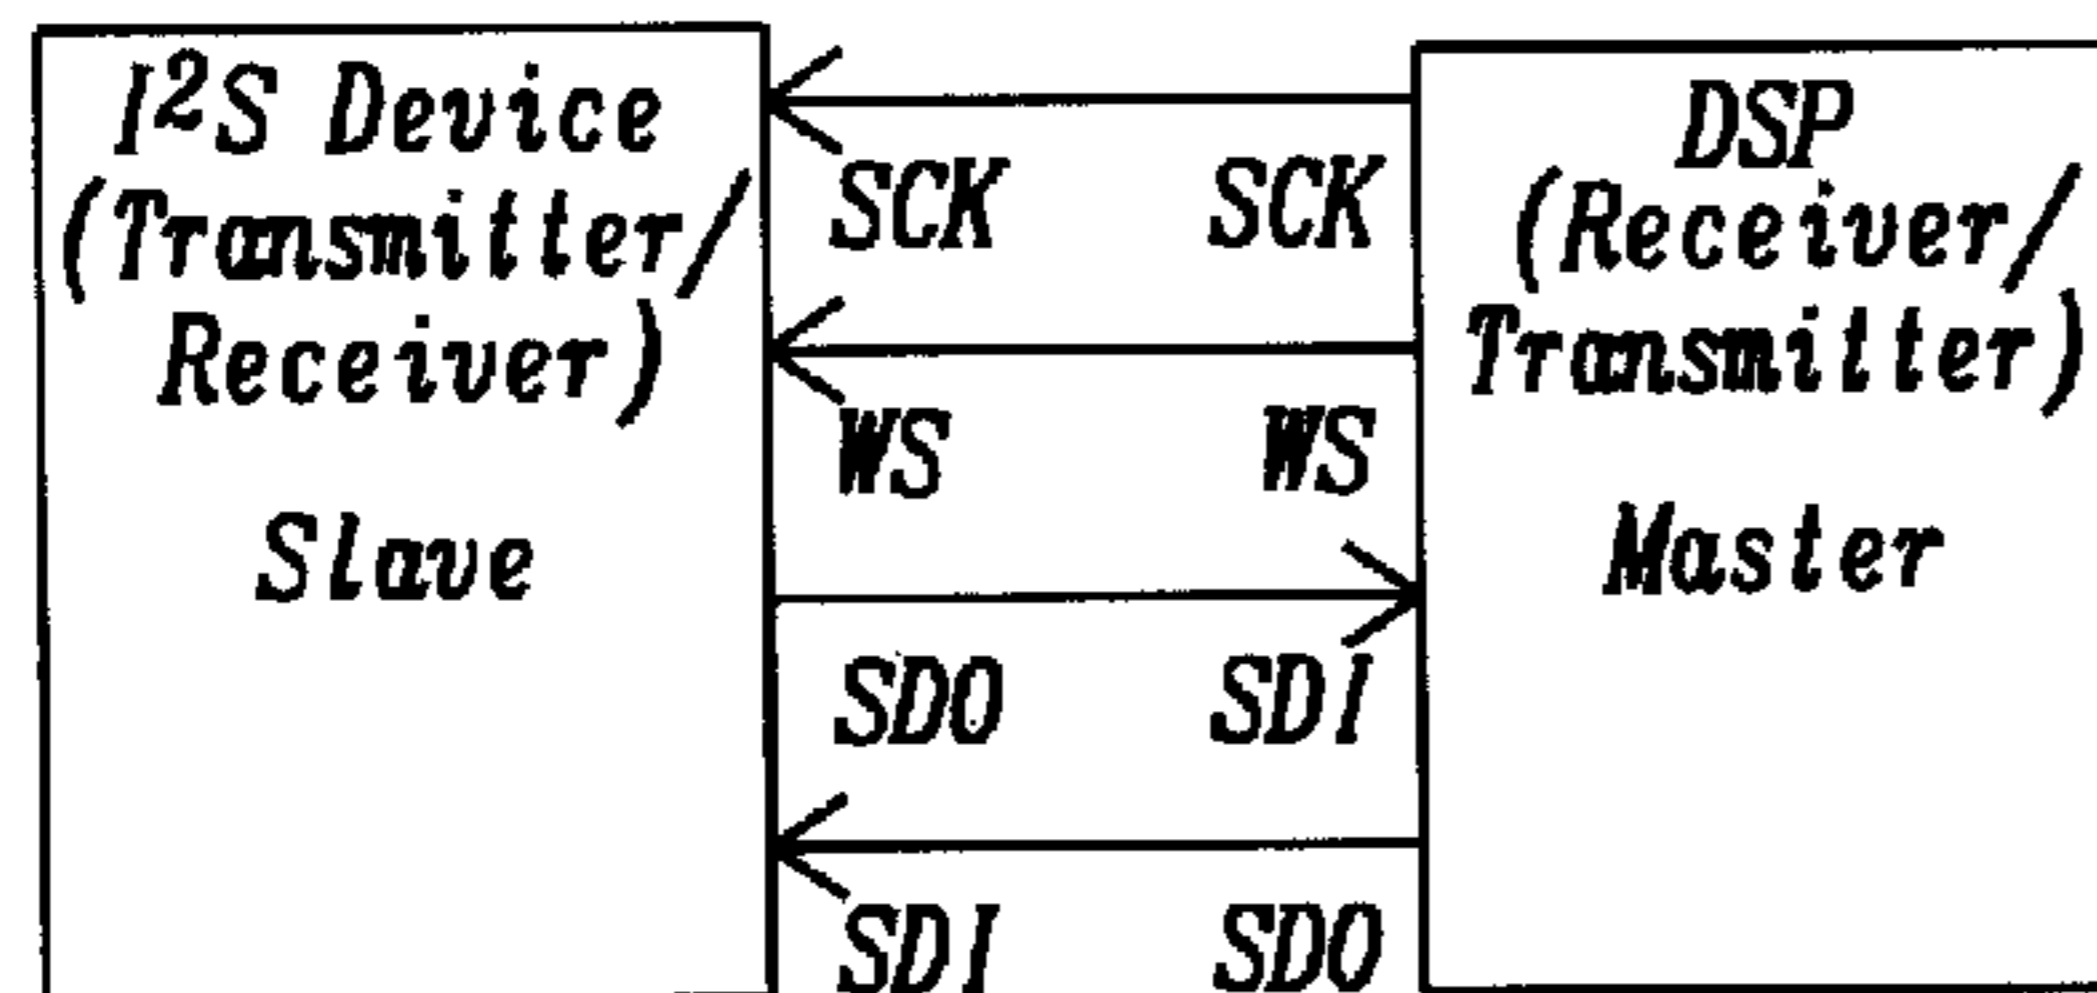 I²S Device
(Transmitter/
Receiver)
Slave
SCK SCK
WS WS
SDO SDI
SDI SDO
DSP
(Receiver/
Transmitter)
Master